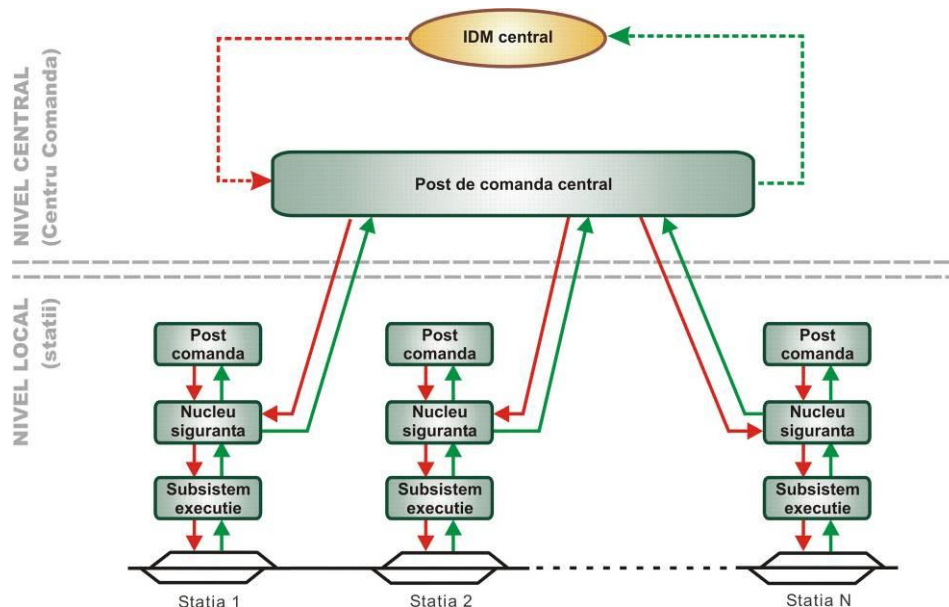 NIVEL CENTRAL
(Centru Comanda)
IDM central
Post de comanda central
NIVEL LOCAL
(statii)
Post
comanda
Nucleu
siguranta
Subsistem
executie
Statia 1
Post
comanda
Nucleu
siguranta
Subsistem
executie
Statia 2
Post
comanda
Nucleu
siguranta
Subsistem
executie
Statia N